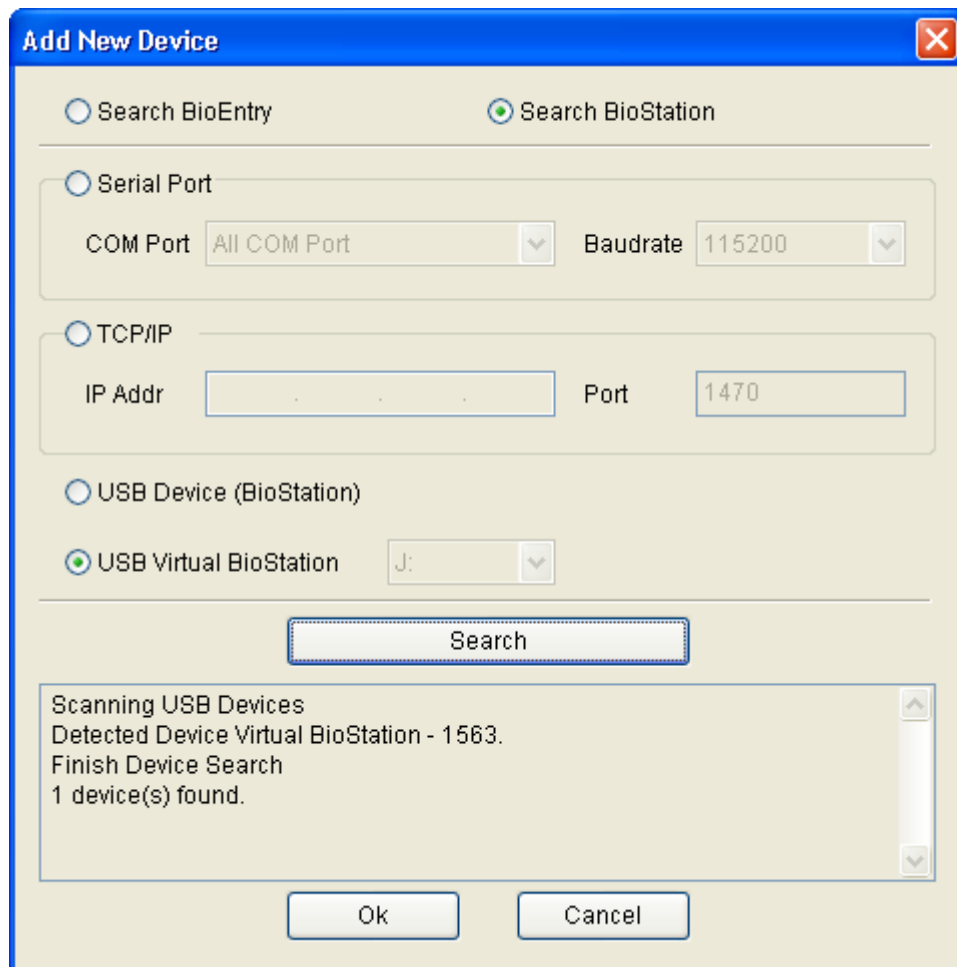 Add New Device
Search BioEntry Search BioStation
Serial Port
COM Port All COM Port Baudrate 115200
TCP/IP
IP Addr . . . Port 1470
USB Device (BioStation)
USB Virtual BioStation J:
Search
Scanning USB Devices
Detected Device Virtual BioStation - 1563.
Finish Device Search
1 device(s) found.
Ok Cancel